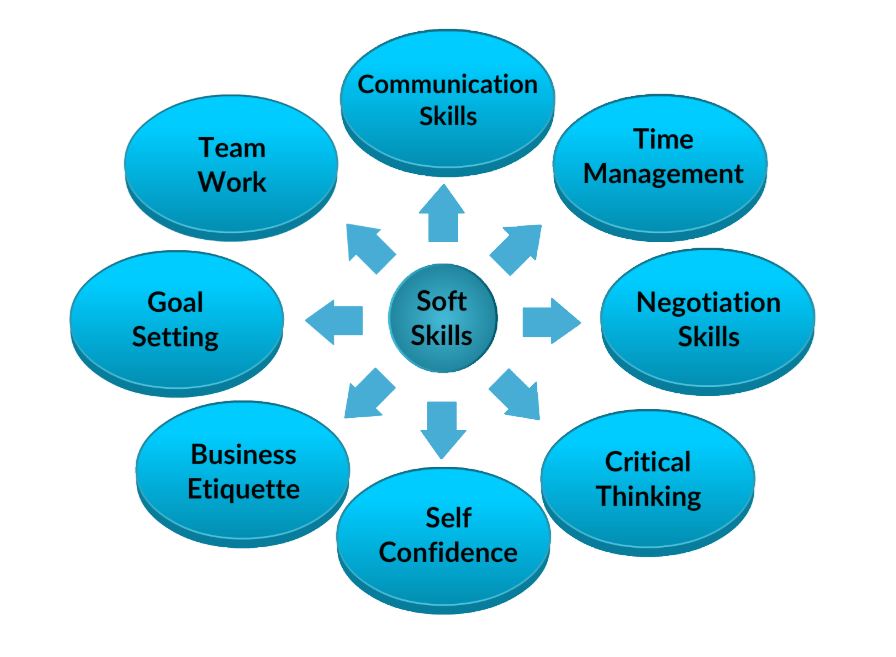 Communication
Skills
Time
Management
Negotiation
Skills
Critical
Thinking
Self
Confidence
Business
Etiquette
Goal
Setting
Team
Work
Soft
Skills